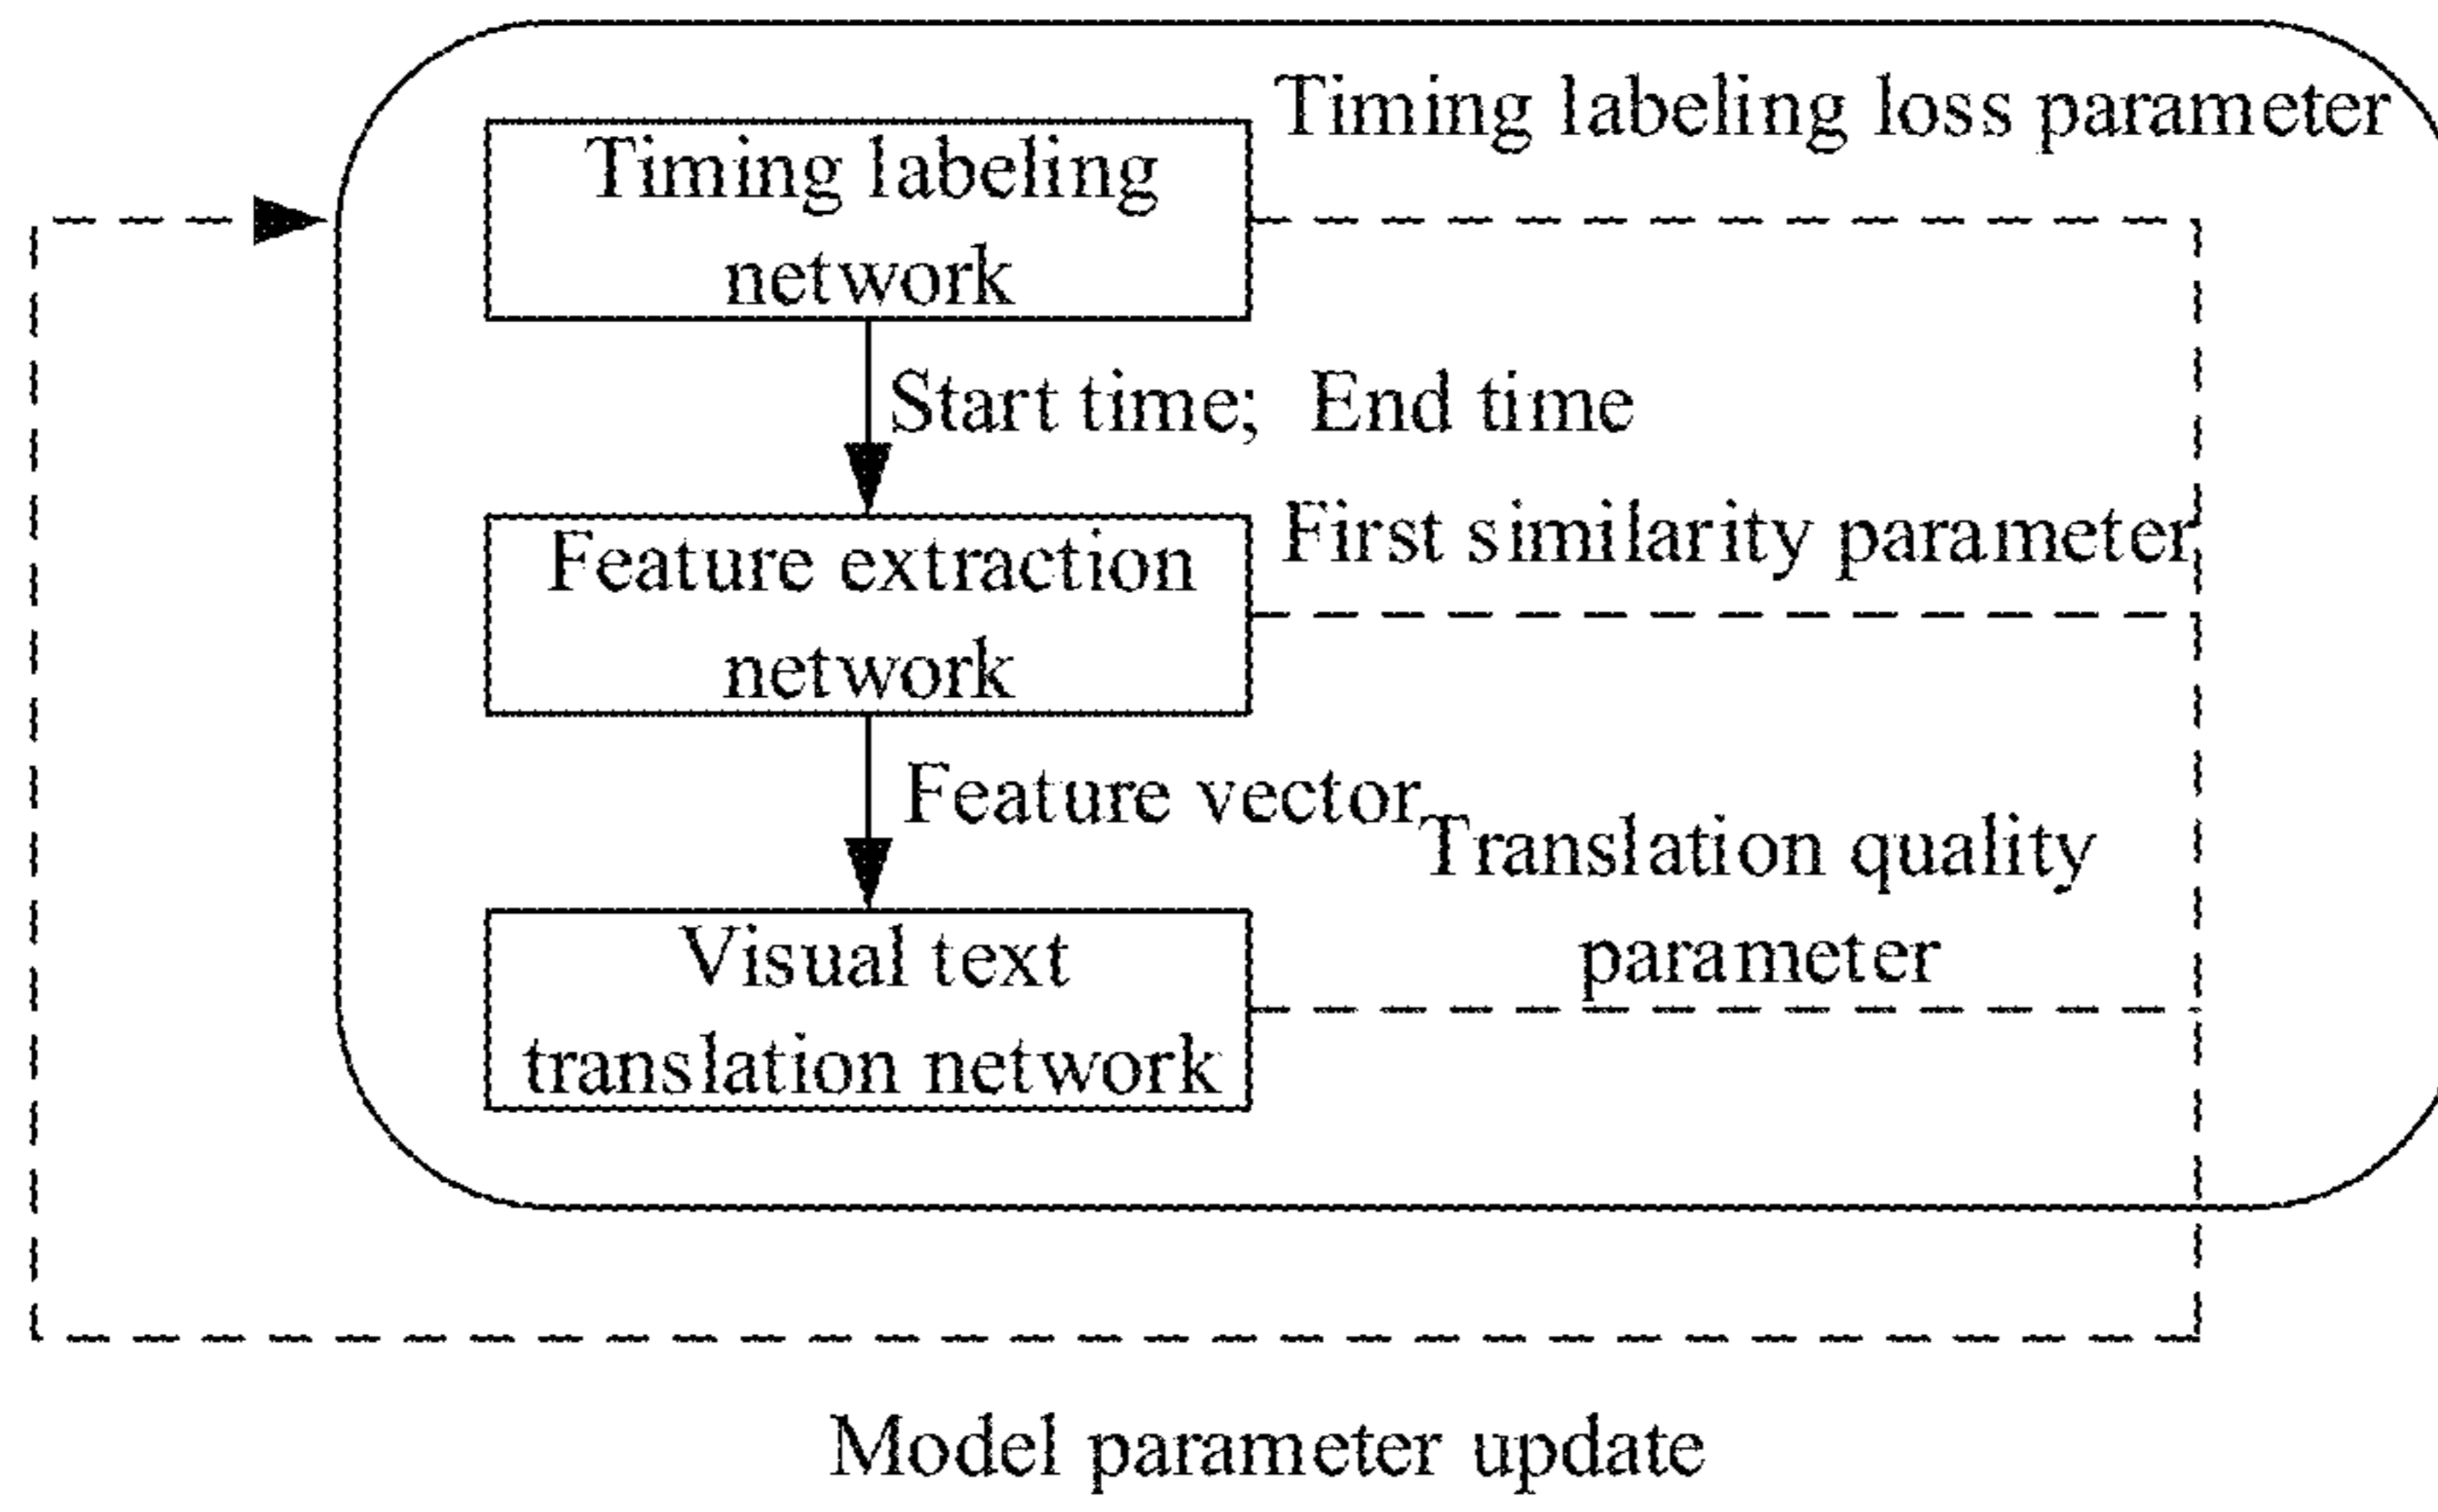 Timing labeling loss parameter
Timing labeling
network
Start time; End time
First similarity parameter
Feature extraction
network
Feature vector
Translation quality
parameter
Visual text
translation network
Model parameter update